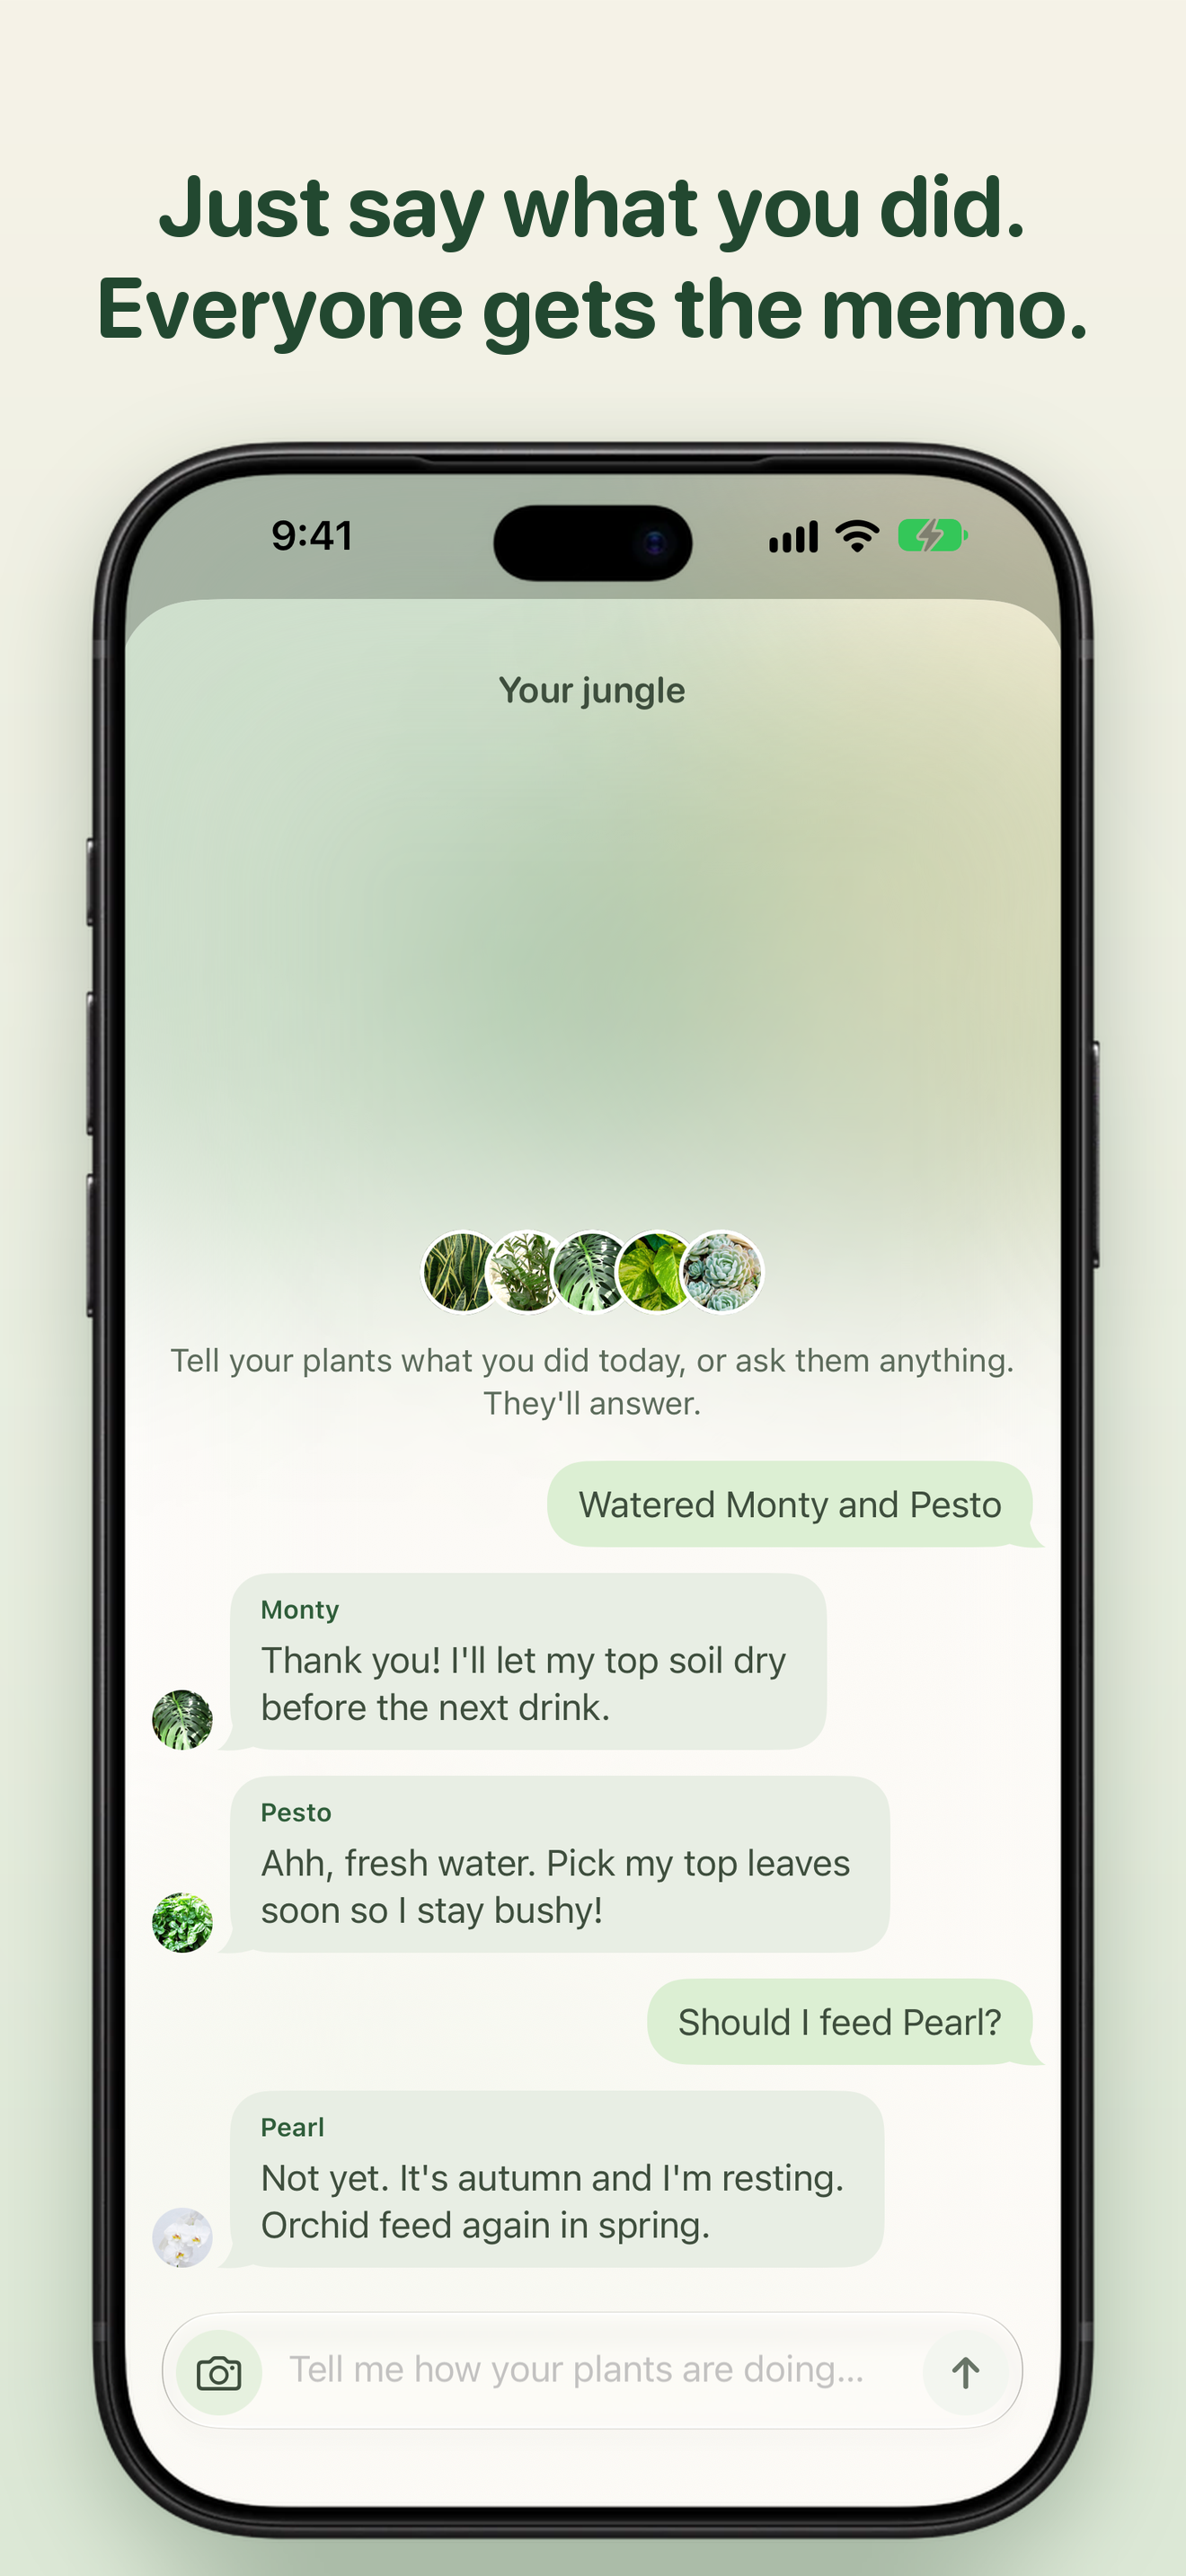 Just say what you did.
Everyone gets the memo.
9:41
Your jungle
Tell your plants what you did today, or ask them anything.
They'll answer.
Watered Monty and Pesto
Monty
Thank you! I'll let my top soil dry
before the next drink.
Pesto
Ahh, fresh water. Pick my top leaves
soon so I stay bushy!
Should I feed Pearl?
Pearl
Not yet. It's autumn and I'm resting.
Orchid feed again in spring.
Tell me how your plants are doing...